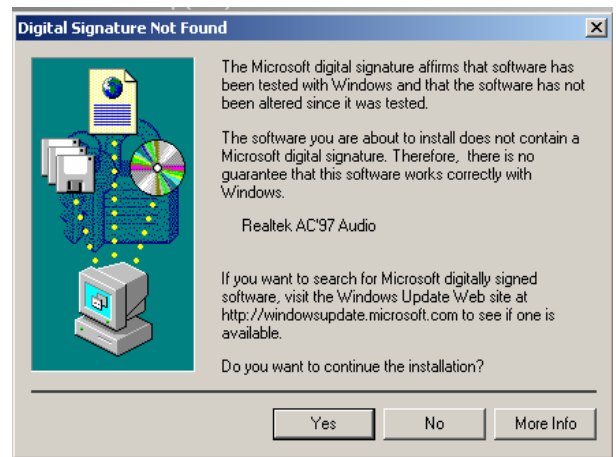 Digital Signature Not Found
The Microsoft digital signature affirms that software has
been tested with Windows and that the software has not
been altered since it was tested.
The software you are about to install does not contain a
Microsoft digital signature. Therefore, there is no
guarantee that this software works correctly with
Windows.
Realtek AC'97 Audio
If you want to search for Microsoft digitally signed
software, visit the Windows Update Web site at
http://windowsupdate.microsoft.com to see if one is
available.
Do you want to continue the installation?
Yes
No
More Info